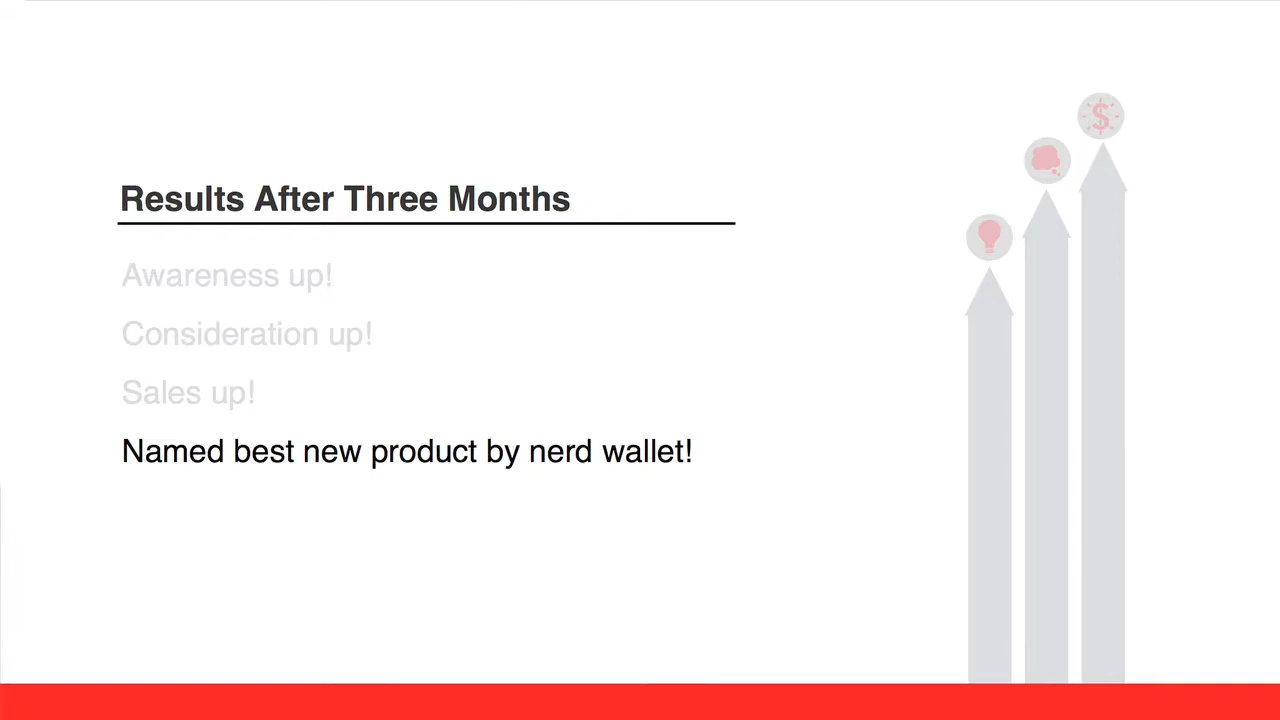 Results After Three Months
Awareness up!
Consideration up!
Sales up!
Named best new product by nerd wallet!
$